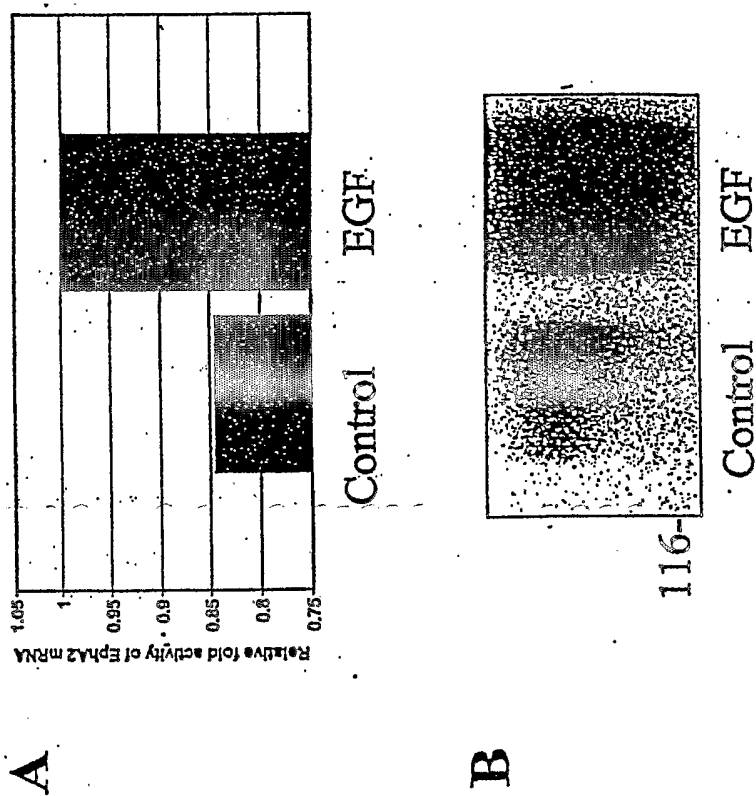 A
Relative fold activity of EphA2 mRNA
1.05
1
0.95
0.9
0.85
0.8
0.75
Control
EGF
B
116-
Control
EGF